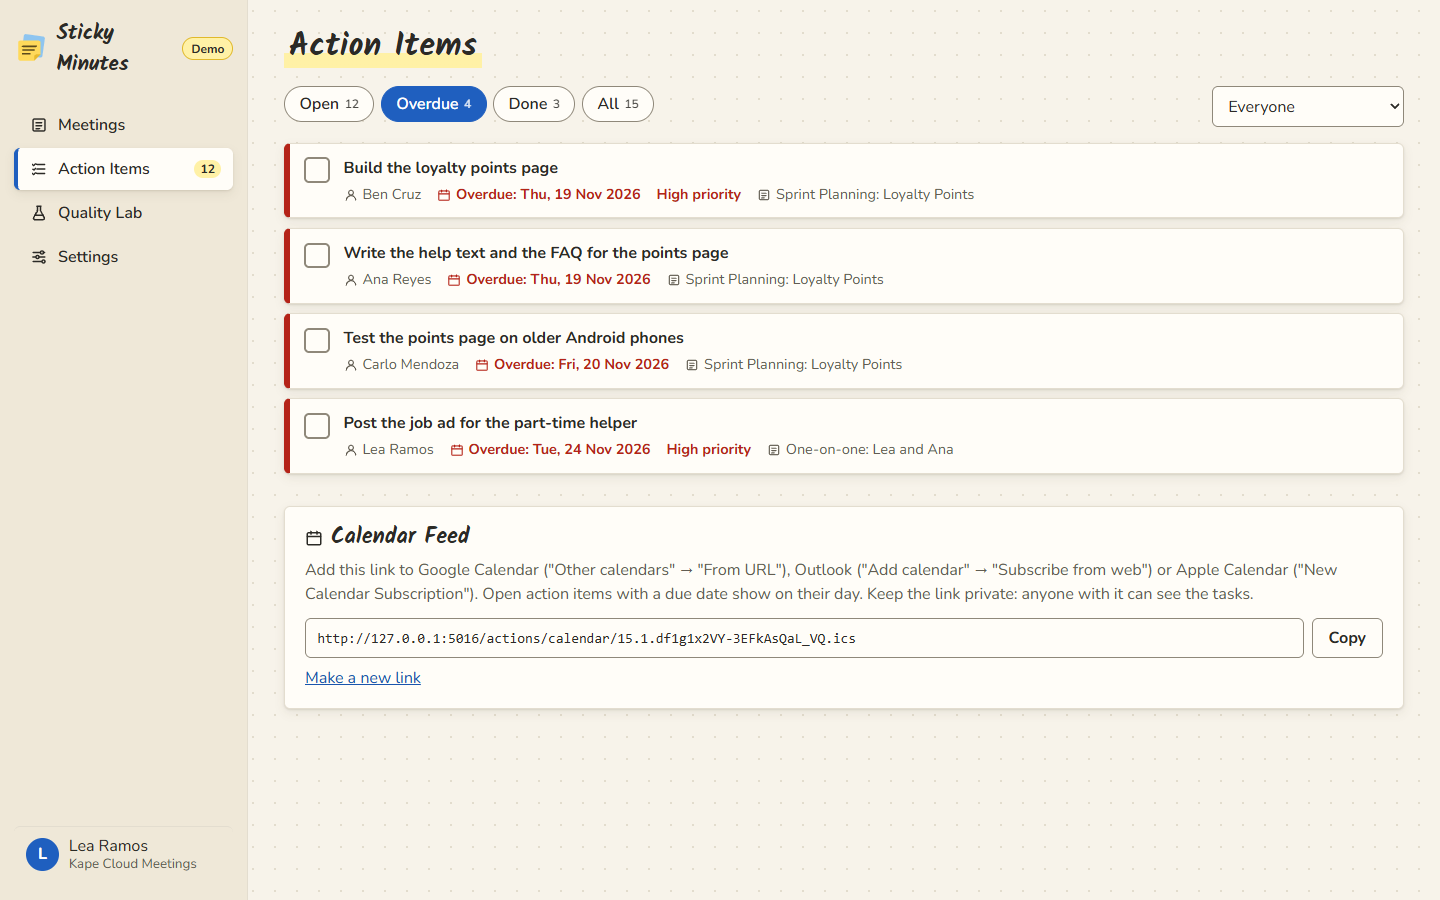 Sticky
Minutes
Demo
Meetings
Action Items 12
Quality Lab
Settings
Lea Ramos
Kape Cloud Meetings
L
Action Items
Open 12
Overdue 4
Done 3
All 15
Everyone
Build the loyalty points page
Ben Cruz Overdue: Thu, 19 Nov 2026 High priority Sprint Planning: Loyalty Points
Write the help text and the FAQ for the points page
Ana Reyes Overdue: Thu, 19 Nov 2026 Sprint Planning: Loyalty Points
Test the points page on older Android phones
Carlo Mendoza Overdue: Fri, 20 Nov 2026 Sprint Planning: Loyalty Points
Post the job ad for the part-time helper
Lea Ramos Overdue: Tue, 24 Nov 2026 High priority One-on-one: Lea and Ana
Calendar Feed
Add this link to Google Calendar ("Other calendars" → "From URL"), Outlook ("Add calendar" → "Subscribe from web") or Apple Calendar ("New
Calendar Subscription"). Open action items with a due date show on their day. Keep the link private: anyone with it can see the tasks.
http://127.0.0.1:5016/actions/calendar/15.1.df1g1x2VY-3EFkAsQaL_VQ.ics
Copy
Make a new link